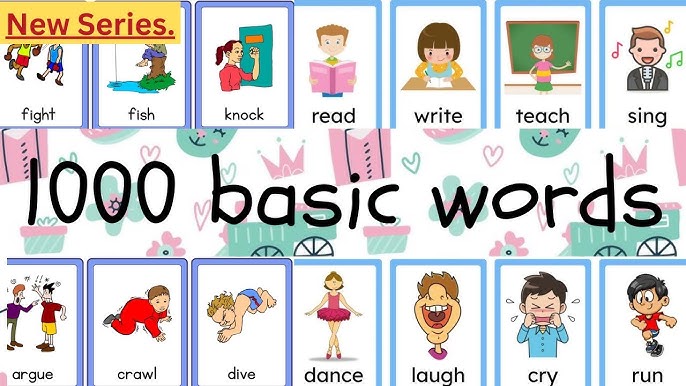 New Series.
fight fish knock read write teach sing
1000 basic words
argue crawl dive dance laugh cry run